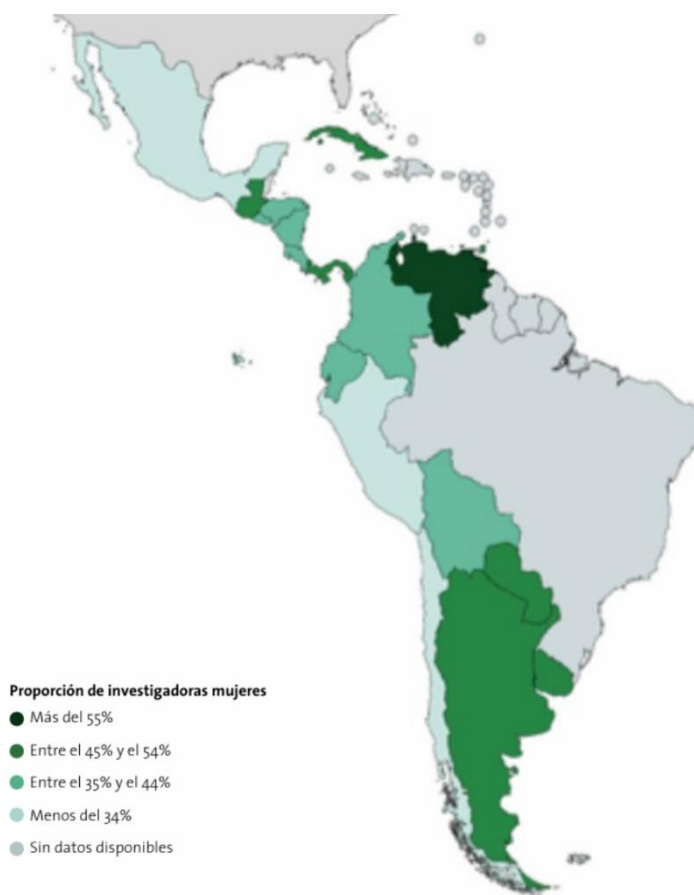 Proporción de investigadoras mujeres
Más del 55%
Entre el 45% y el 54%
Entre el 35% y el 44%
Menos del 34%
Sin datos disponibles